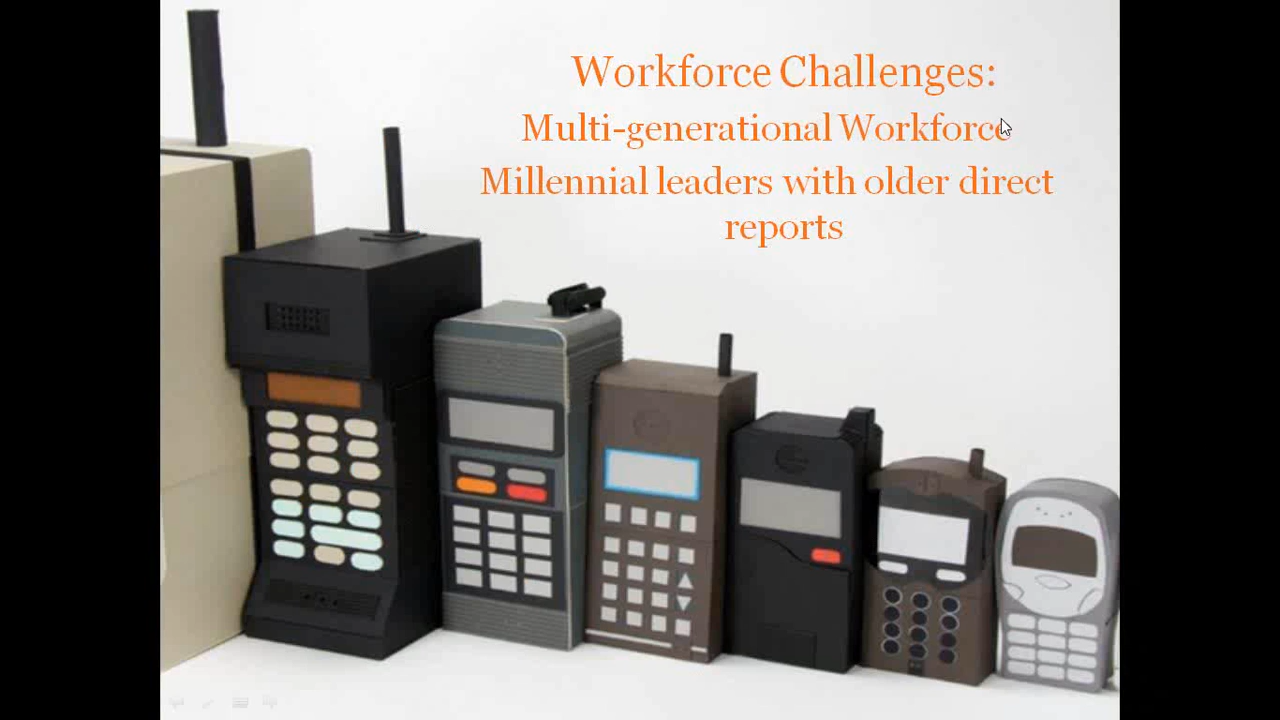 Workforce Challenges:
Multi-generational Workforce
Millennial leaders with older direct
reports